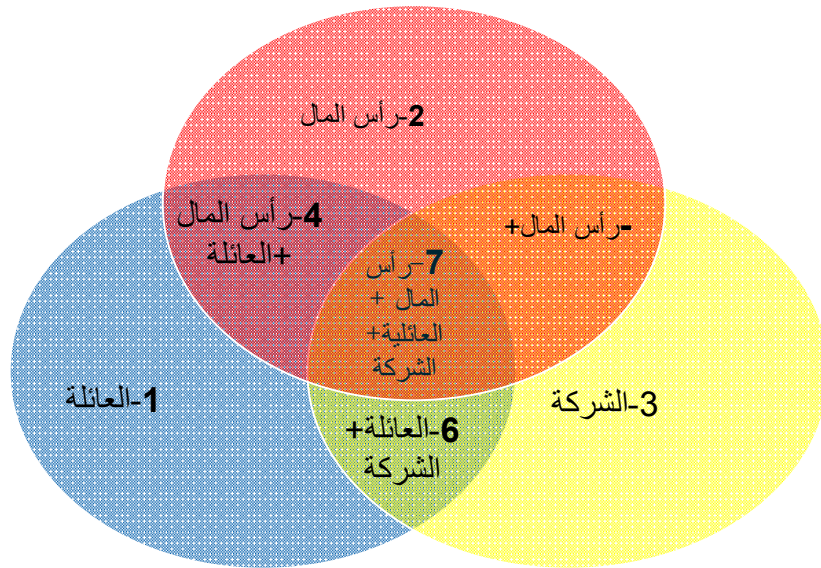 2-رأس المال
4-رأس المال
+العائلة
-رأس المال+
7-رأس
المال +
العائلية+
الشركة
1-العائلة
3-الشركة
6-العائلة+
الشركة